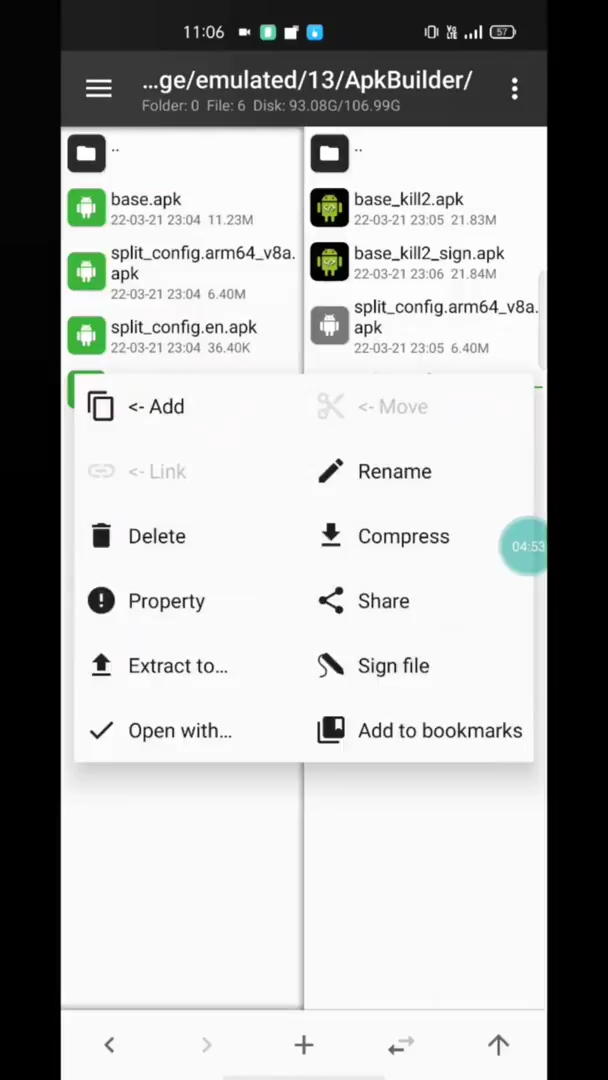 11:06
VoLTE
57
...ge/emulated/13/ApkBuilder/
Folder: 0 File: 6 Disk: 93.08G/106.99G
..
base.apk
22-03-21 23:04 11.23M
split_config.arm64_v8a.
apk
22-03-21 23:04 6.40M
split_config.en.apk
22-03-21 23:04 36.40K
..
base_kill2.apk
22-03-21 23:05 21.83M
base_kill2_sign.apk
22-03-21 23:06 21.84M
split_config.arm64_v8a.
apk
22-03-21 23:05 6.40M
<- Add
<- Move
<- Link
Rename
Delete
Compress
04:53
Property
Share
Extract to...
Sign file
Open with...
Add to bookmarks